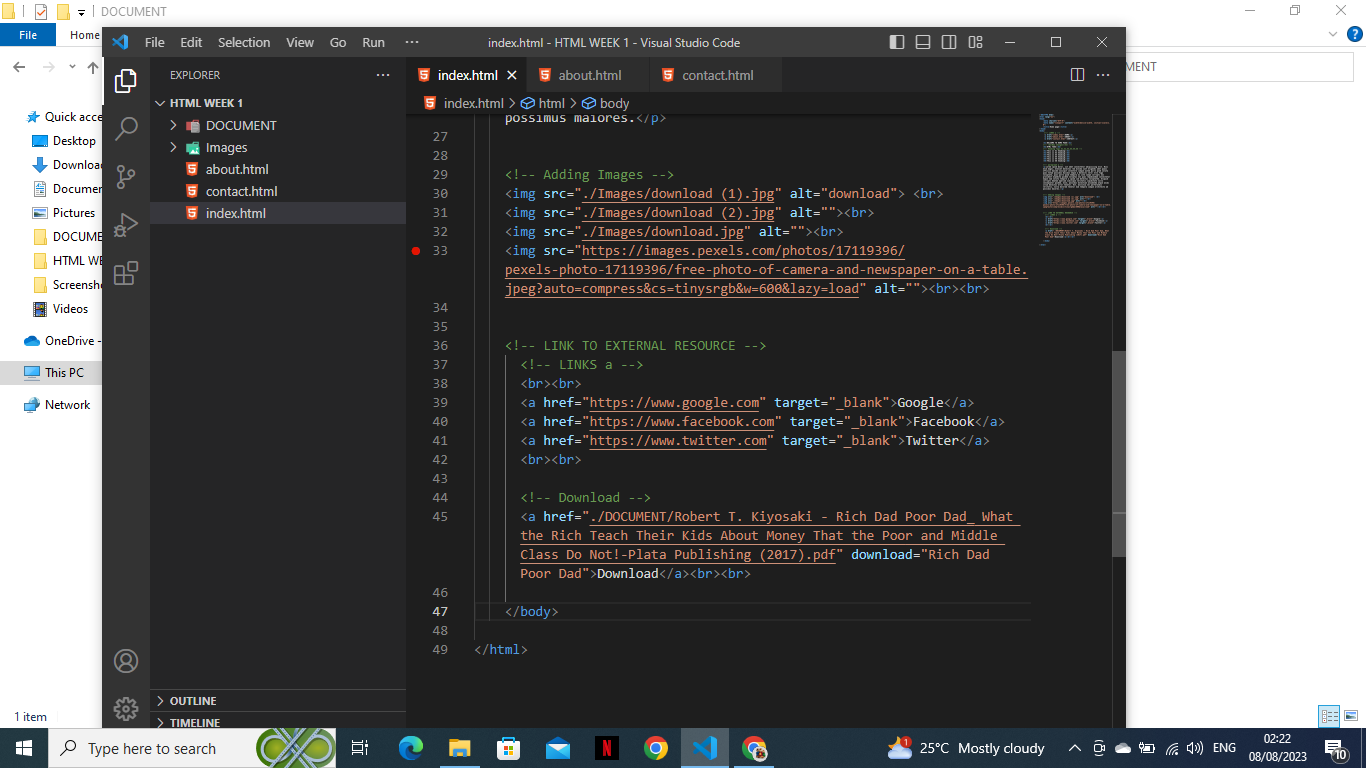 DOCUMENT
File
Home
MENT
Quick acce
Desktop
Downloac
Documer
Pictures
DOCUME
HTML WE
Screensh
Videos
OneDrive -
This PC
Network
1 item
File Edit Selection View Go Run ···
index.html - HTML WEEK 1 - Visual Studio Code
EXPLORER
HTML WEEK 1
DOCUMENT
Images
about.html
contact.html
index.html
OUTLINE
TIMELINE
index.html about.html contact.html
index.html > html > body
possimus maiores.</p>
27
28
29 <!-- Adding Images -->
30 <img src="./Images/download (1).jpg" alt="download"> <br>
31 <img src="./Images/download (2).jpg" alt=""><br>
32 <img src="./Images/download.jpg" alt=""><br>
33 <img src="https://images.pexels.com/photos/17119396/
pexels-photo-17119396/free-photo-of-camera-and-newspaper-on-a-table.
jpeg?auto=compress&cs=tinysrgb&w=600&lazy=load" alt=""><br><br>
34
35
36 <!-- LINK TO EXTERNAL RESOURCE -->
37 <!-- LINKS a -->
38 <br><br>
39 <a href="https://www.google.com" target="_blank">Google</a>
40 <a href="https://www.facebook.com" target="_blank">Facebook</a>
41 <a href="https://www.twitter.com" target="_blank">Twitter</a>
42 <br><br>
43
44 <!-- Download -->
45 <a href="./DOCUMENT/Robert T. Kiyosaki - Rich Dad Poor Dad_ What
the Rich Teach Their Kids About Money That the Poor and Middle
Class Do Not!-Plata Publishing (2017).pdf" download="Rich Dad
Poor Dad">Download</a><br><br>
46
47 </body>
48
49 </html>
Type here to search
1
25°C Mostly cloudy
ENG
02:22
08/08/2023
10